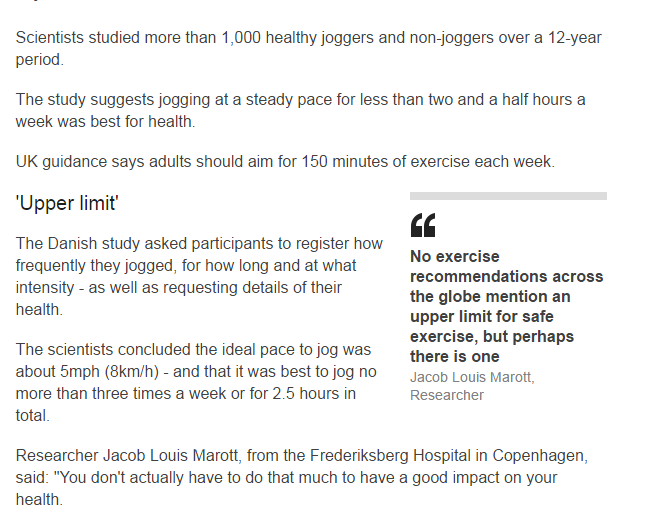 Scientists studied more than 1,000 healthy joggers and non-joggers over a 12-year
period.
The study suggests jogging at a steady pace for less than two and a half hours a
week was best for health.
UK guidance says adults should aim for 150 minutes of exercise each week.
'Upper limit'
The Danish study asked participants to register how
frequently they jogged, for how long and at what
intensity - as well as requesting details of their
health.
The scientists concluded the ideal pace to jog was
about 5mph (8km/h) - and that it was best to jog no
more than three times a week or for 2.5 hours in
total.
“
No exercise
recommendations across
the globe mention an
upper limit for safe
exercise, but perhaps
there is one
Jacob Louis Marott,
Researcher
Researcher Jacob Louis Marott, from the Frederiksberg Hospital in Copenhagen,
said: "You don't actually have to do that much to have a good impact on your
health.